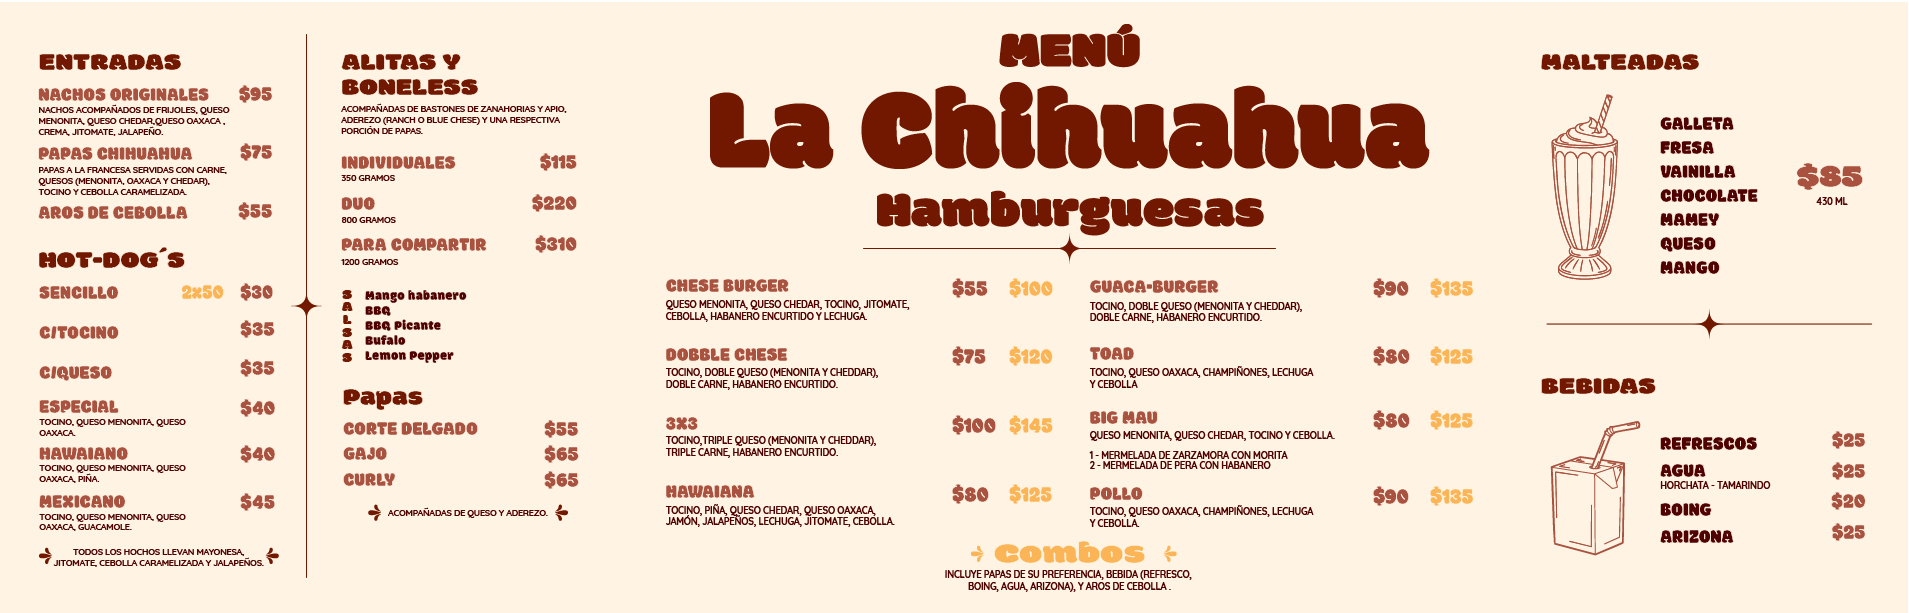 ENTRADAS
NACHOS ORIGINALES $95
NACHOS ACOMPAÑADOS DE FRIJOLES, QUESO
MENONITA, QUESO CHEDAR,QUESO OAXACA ,
CREMA, JITOMATE, JALAPEÑO.
PAPAS CHIHUAHUA $75
PAPAS A LA FRANCESA SERVIDAS CON CARNE,
QUESOS (MENONITA, OAXACA Y CHEDAR),
TOCINO Y CEBOLLA CARAMELIZADA.
AROS DE CEBOLLA $55
HOT-DOG´S
SENCILLO 2x50 $30
C/TOCINO $35
C/QUESO $35
ESPECIAL $40
TOCINO, QUESO MENONITA, QUESO
OAXACA.
HAWAIANO $40
TOCINO, QUESO MENONITA, QUESO
OAXACA, PIÑA.
MEXICANO $45
TOCINO, QUESO MENONITA, QUESO
OAXACA, GUACAMOLE.
TODOS LOS HOCHOS LLEVAN MAYONESA,
JITOMATE, CEBOLLA CARAMELIZADA Y JALAPEÑOS.
ALITAS Y
BONELESS
ACOMPAÑADAS DE BASTONES DE ZANAHORIAS Y APIO,
ADEREZO (RANCH O BLUE CHESE) Y UNA RESPECTIVA
PORCIÓN DE PAPAS.
INDIVIDUALES $115
350 GRAMOS
DUO $220
800 GRAMOS
PARA COMPARTIR $310
1200 GRAMOS
SALSAS
Mango habanero
BBQ
BBQ Picante
Bufalo
Lemon Pepper
Papas
CORTE DELGADO $55
GAJO $65
CURLY $65
ACOMPAÑADAS DE QUESO Y ADEREZO.
MENÚ
La Chihuahua
Hamburguesas
CHESE BURGER $55 $100
QUESO MENONITA, QUESO CHEDAR, TOCINO, JITOMATE,
CEBOLLA, HABANERO ENCURTIDO Y LECHUGA.
DOBBLE CHESE $75 $120
TOCINO, DOBLE QUESO (MENONITA Y CHEDDAR),
DOBLE CARNE, HABANERO ENCURTIDO.
3X3 $100 $145
TOCINO,TRIPLE QUESO (MENONITA Y CHEDDAR),
TRIPLE CARNE, HABANERO ENCURTIDO.
HAWAIANA $80 $125
TOCINO, PIÑA, QUESO CHEDAR, QUESO OAXACA,
JAMÓN, JALAPEÑOS, LECHUGA, JITOMATE, CEBOLLA.
GUACA-BURGER $90 $135
TOCINO, DOBLE QUESO (MENONITA Y CHEDDAR),
DOBLE CARNE, HABANERO ENCURTIDO.
TOAD $80 $125
TOCINO, QUESO OAXACA, CHAMPIÑONES, LECHUGA
Y CEBOLLA
BIG MAU $80 $125
QUESO MENONITA, QUESO CHEDAR, TOCINO Y CEBOLLA.
1 - MERMELADA DE ZARZAMORA CON MORITA
2 - MERMELADA DE PERA CON HABANERO
POLLO $90 $135
TOCINO, QUESO OAXACA, CHAMPIÑONES, LECHUGA
Y CEBOLLA.
Combos
INCLUYE PAPAS DE SU PREFERENCIA, BEBIDA (REFRESCO,
BOING, AGUA, ARIZONA), Y AROS DE CEBOLLA .
MALTEADAS
GALLETA
FRESA
VAINILLA
CHOCOLATE
MAMEY
QUESO
MANGO
$85
430 ML
BEBIDAS
REFRESCOS $25
AGUA $25
HORCHATA - TAMARINDO
BOING $20
ARIZONA $25